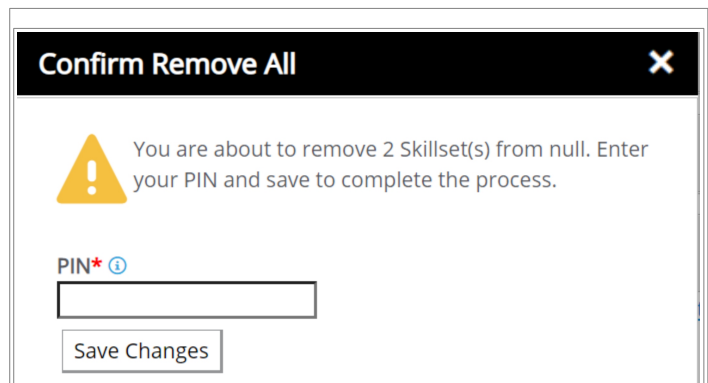 Confirm Remove All
You are about to remove 2 Skillset(s) from null. Enter
your PIN and save to complete the process.
PIN*
Save Changes